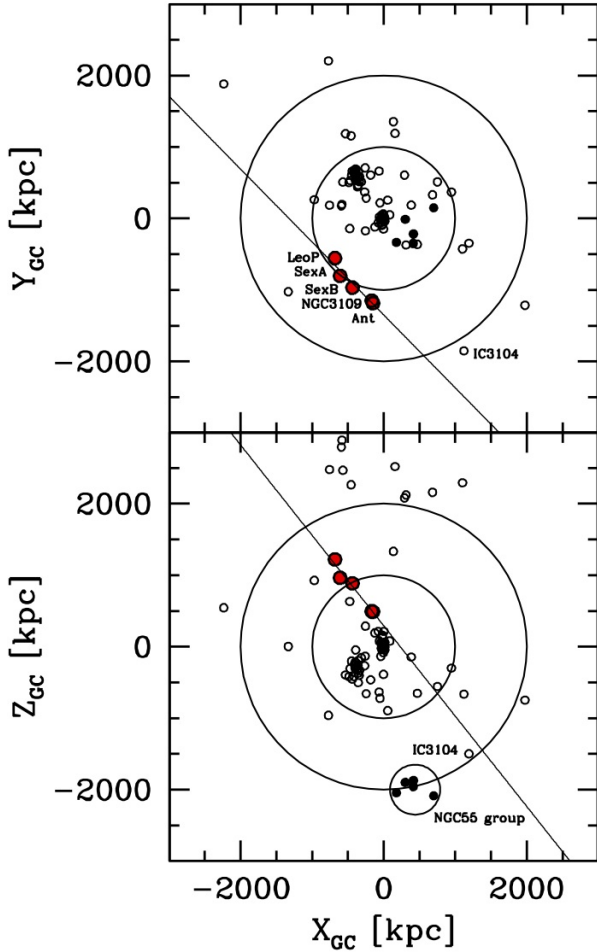 Y_GC [kpc]
2000
0
−2000
LeoP
SexA
SexB
NGC3109
Ant
IC3104
Z_GC [kpc]
2000
0
−2000
IC3104
NGC55 group
−2000 0 2000
X_GC [kpc]